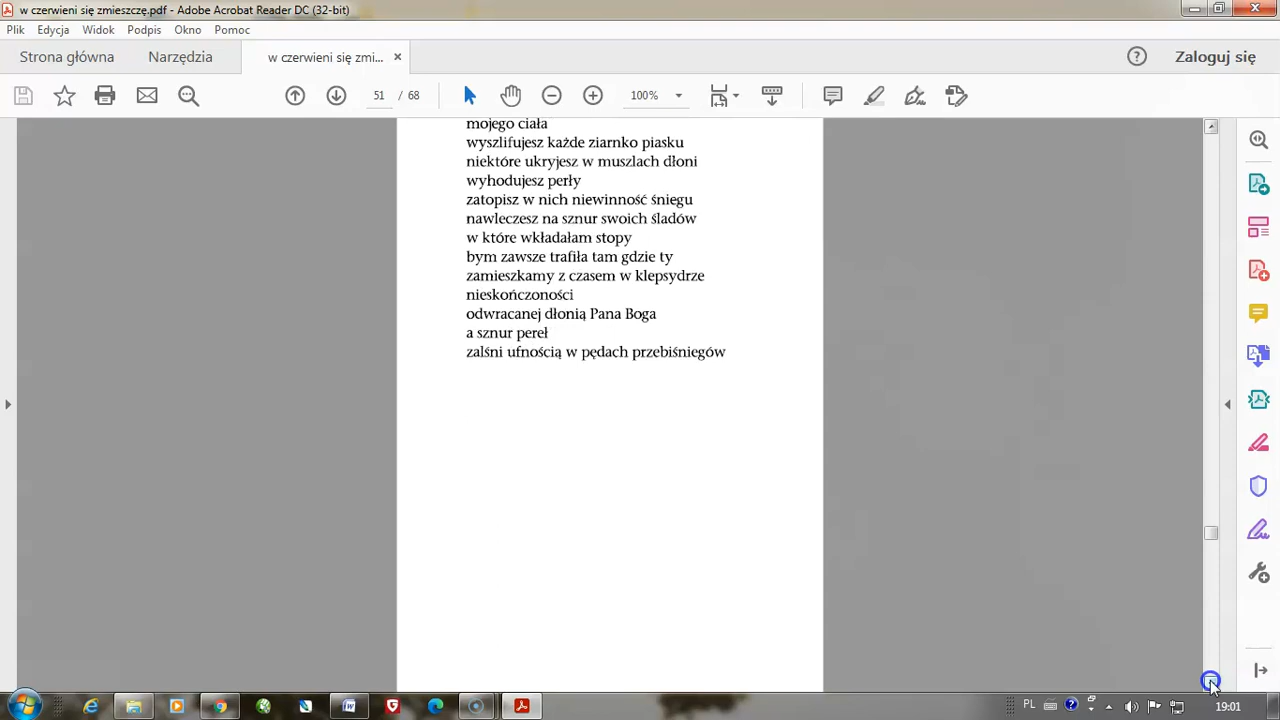 w czerwieni się zmieszczę.pdf - Adobe Acrobat Reader DC (32-bit)
Plik Edycja Widok Podpis Okno Pomoc
Strona główna Narzędzia w czerwieni się zmi... × Zaloguj się
51 / 68 100%
mojego ciała
wyszlifujesz każde ziarnko piasku
niektóre ukryjesz w muszlach dłoni
wyhodujesz perły
zatopisz w nich niewinność śniegu
nawleczesz na sznur swoich śladów
w które wkładałam stopy
bym zawsze trafiła tam gdzie ty
zamieszkamy z czasem w klepsydrze
nieskończoności
odwracanej dłonią Pana Boga
a sznur pereł
zalśni ufnością w pędach przebiśniegów
PL 19:01